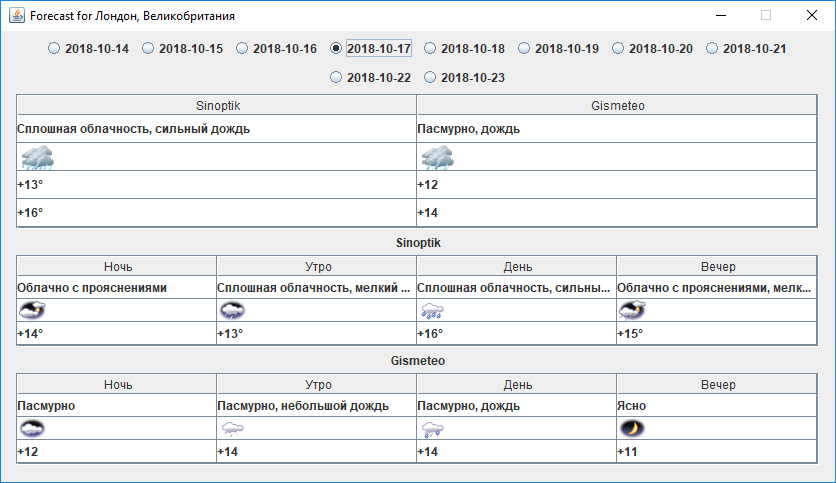 Forecast for Лондон, Великобритания
2018-10-14 2018-10-15 2018-10-16 2018-10-17 2018-10-18 2018-10-19 2018-10-20 2018-10-21
2018-10-22 2018-10-23
Sinoptik Gismeteo
Сплошная облачность, сильный дождь Пасмурно, дождь
+13° +12
+16° +14
Sinoptik
Ночь Утро День Вечер
Облачно с прояснениями Сплошная облачность, мелкий ... Сплошная облачность, сильны... Облачно с прояснениями, мелк...
+14° +13° +16° +15°
Gismeteo
Ночь Утро День Вечер
Пасмурно Пасмурно, небольшой дождь Пасмурно, дождь Ясно
+12 +14 +14 +11